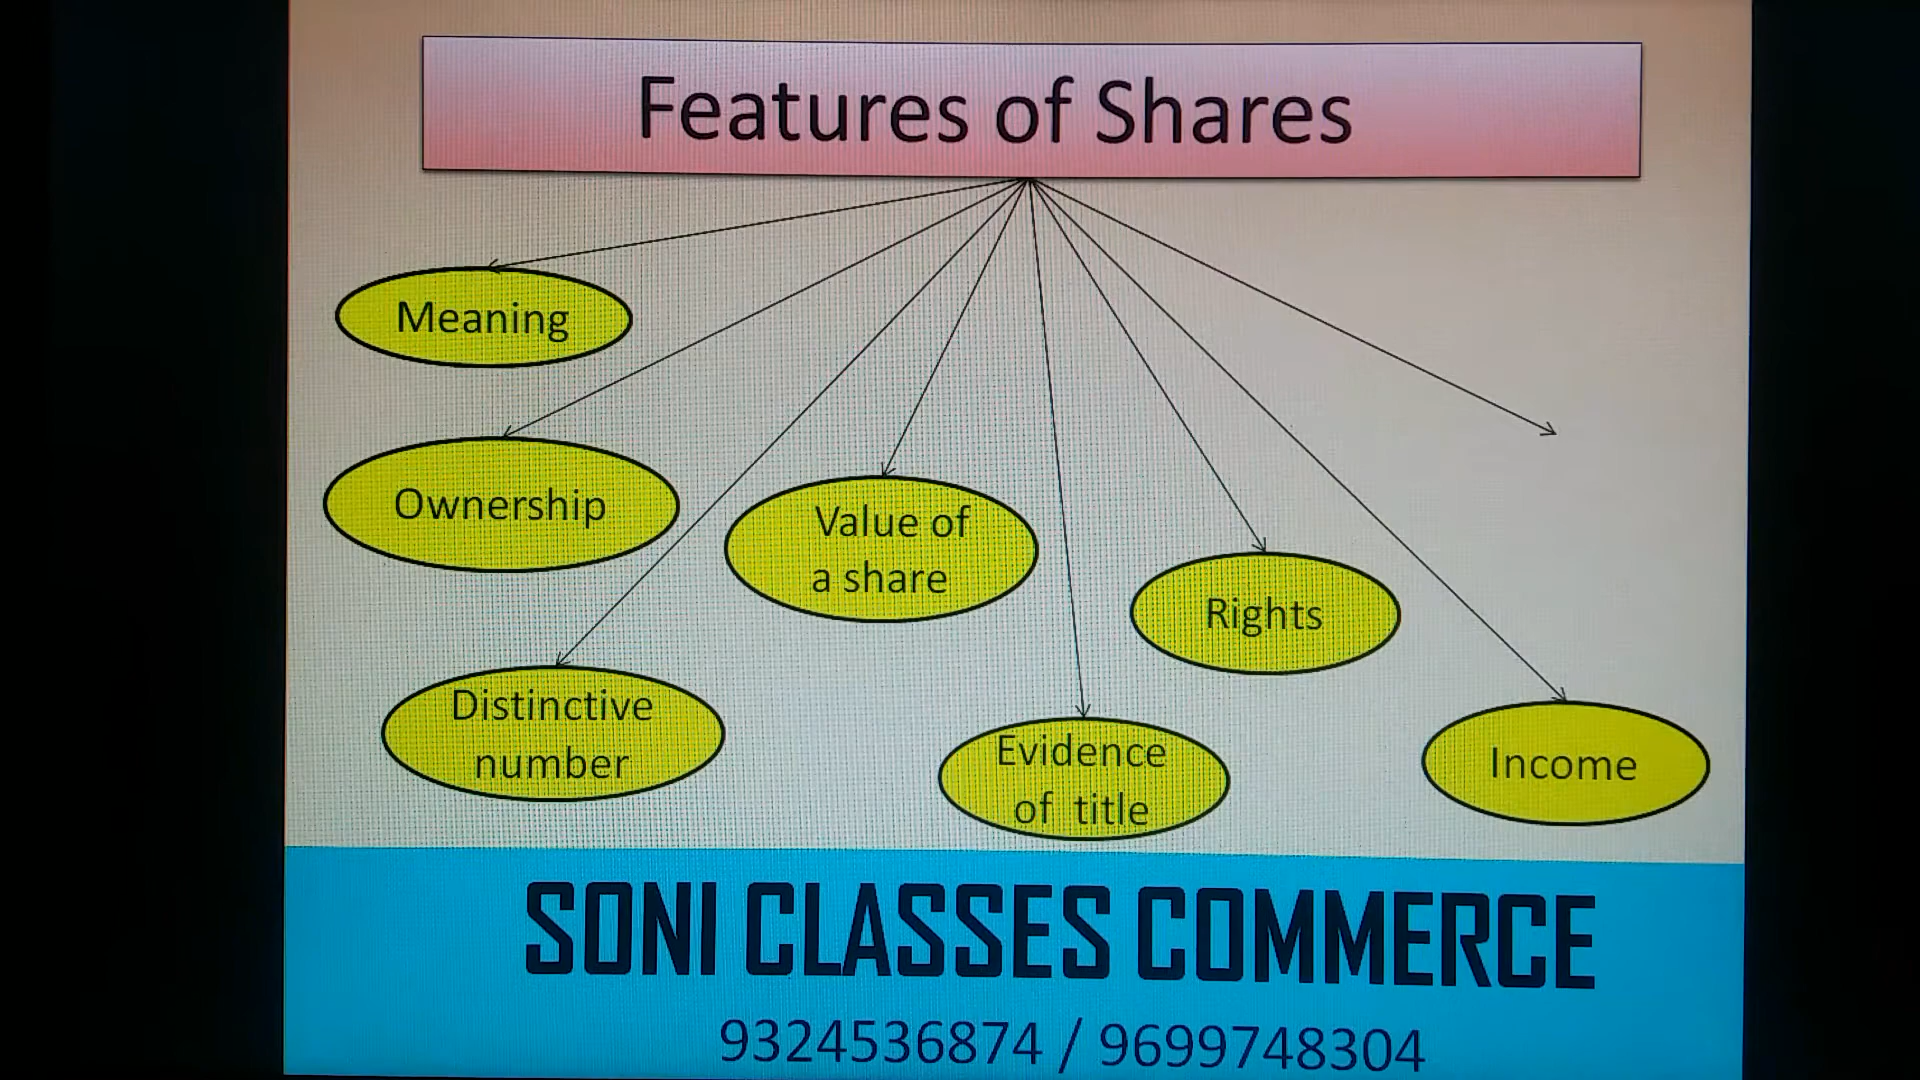 Features of Shares
Meaning
Ownership
Value of
a share
Rights
Distinctive
number
Evidence
of title
Income
SONI CLASSES COMMERCE
9324536874 / 9699748304